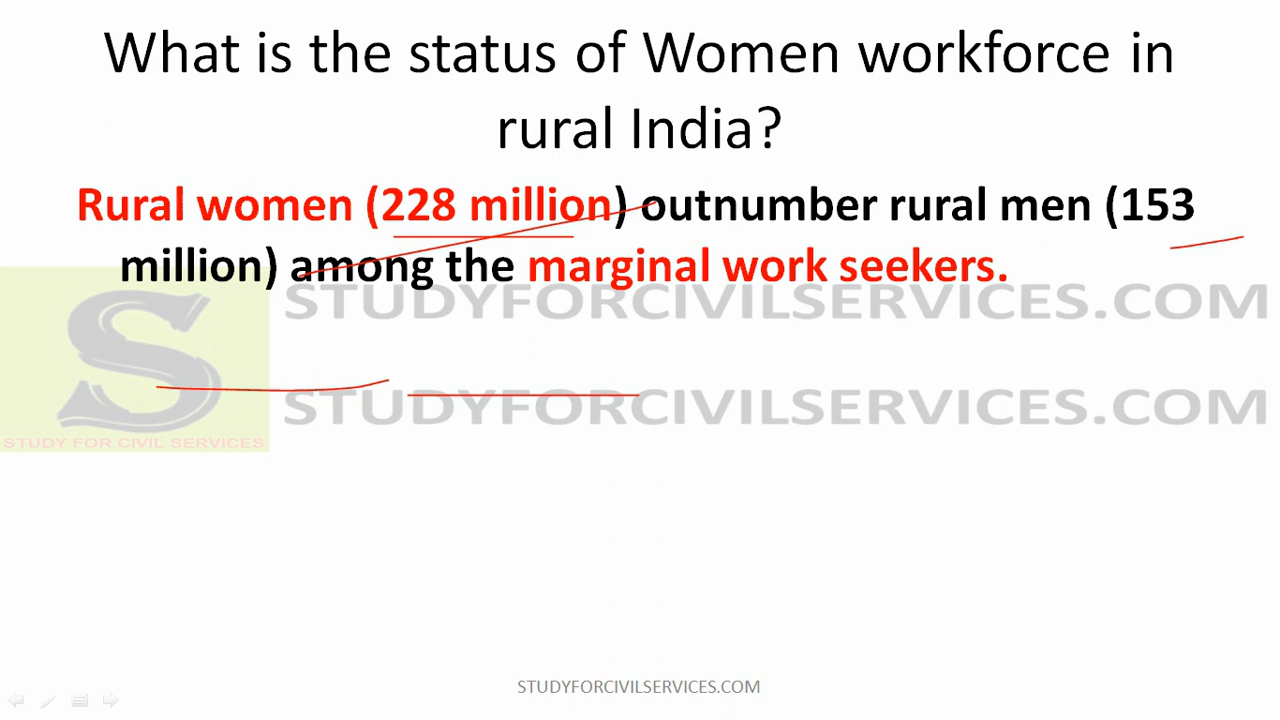 What is the status of Women workforce in
rural India?
Rural women (228 million) outnumber rural men (153
million) among the marginal work seekers.
STUDYFORCIVILSERVICES.COM
STUDYFORCIVILSERVICES.COM
S
STUDY FOR CIVIL SERVICES
STUDYFORCIVILSERVICES.COM